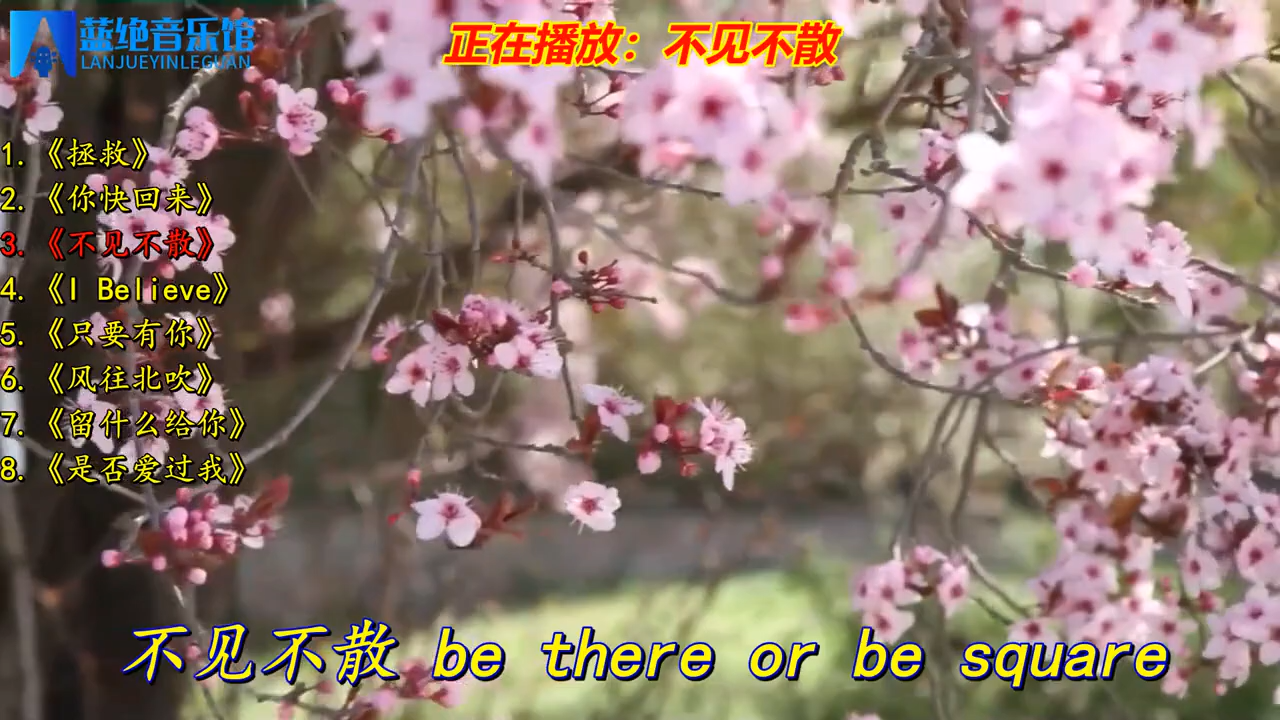 蓝绝音乐馆
LANJUEYINLEGUAN
正在播放：不见不散
1.《拯救》
2.《你快回来》
3.《不见不散》
4.《I Believe》
5.《只要有你》
6.《风往北吹》
7.《留什么给你》
8.《是否爱过我》
不见不散 be there or be square